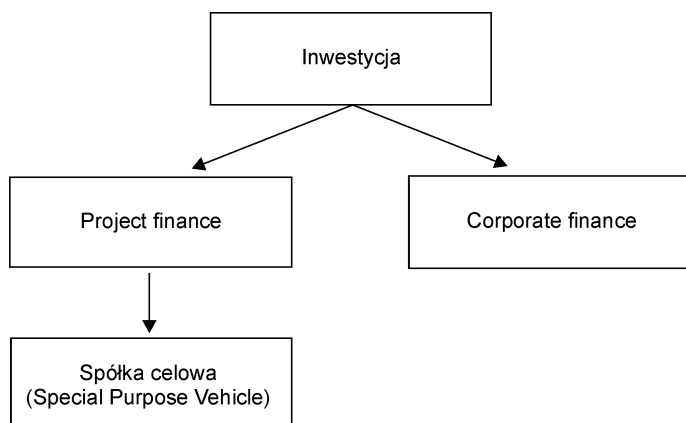 Inwestycja
Project finance
Corporate finance
Spółka celowa
(Special Purpose Vehicle)